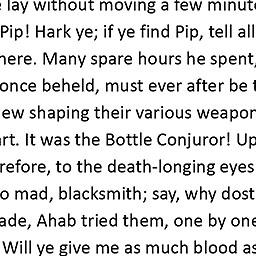 lay without moving a few minut
Pip! Hark ye; if ye find Pip, tell all
here. Many spare hours he spent,
once beheld, must ever after be
ew shaping their various weapon
rt. It was the Bottle Conjuror! Up
refore, to the death-longing eyes
o mad, blacksmith; say, why dost
ade, Ahab tried them, one by one
Will ye give me as much blood as